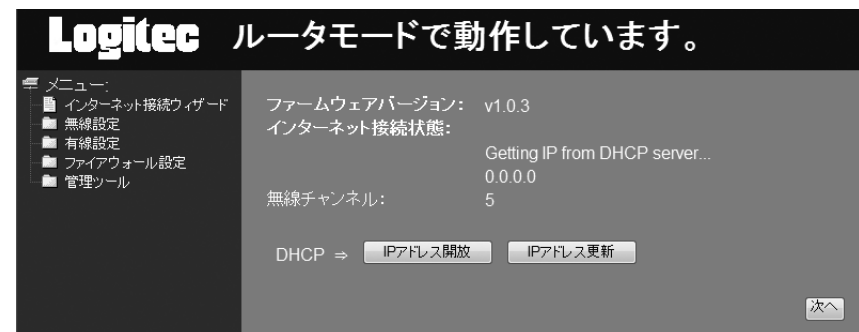 Logitec ルータモードで動作しています。
メニュー:
インターネット接続ウィザード
無線設定
有線設定
ファイアウォール設定
管理ツール
ファームウェアバージョン: v1.0.3
インターネット接続状態:
Getting IP from DHCP server...
0.0.0.0
無線チャンネル: 5
DHCP ⇒ IPアドレス開放 IPアドレス更新
次へ